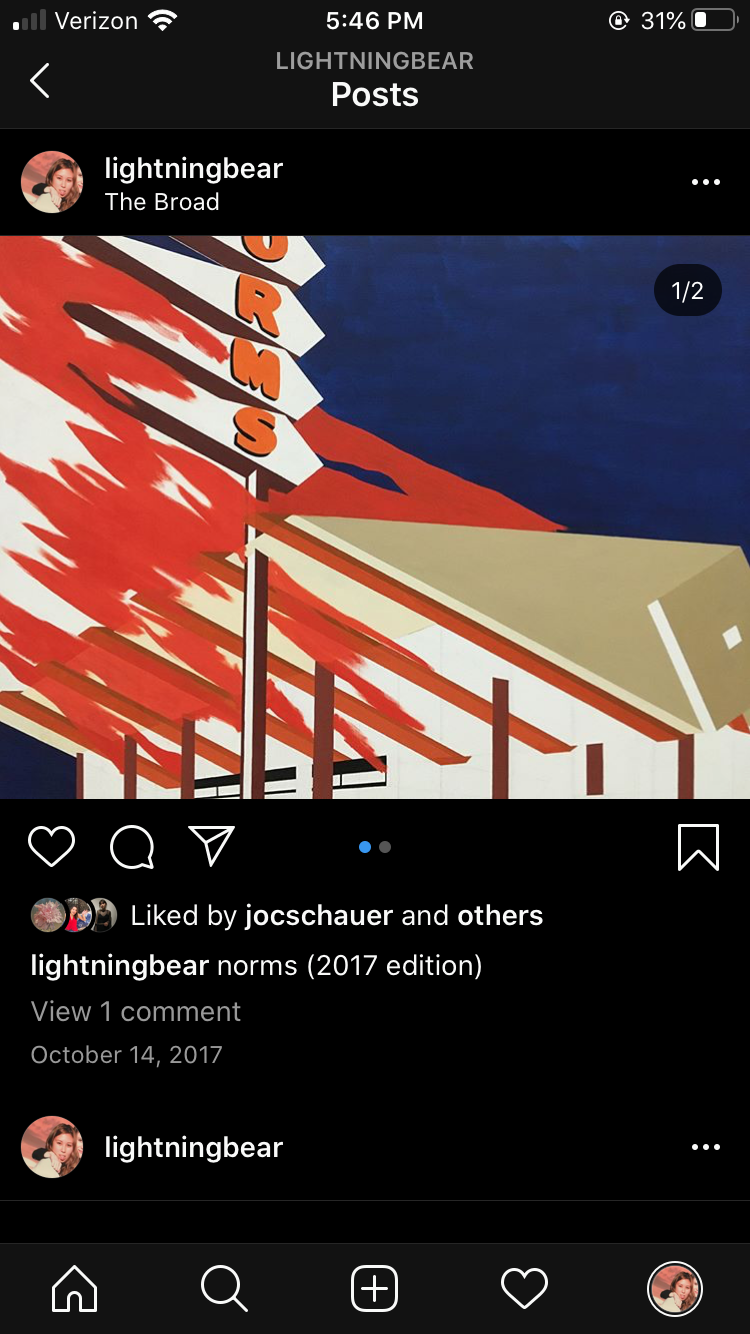 Verizon 5:46 PM 31%
LIGHTNINGBEAR
Posts
lightningbear
The Broad
1/2
O
R
M
S
Liked by jocschauer and others
lightningbear norms (2017 edition)
View 1 comment
October 14, 2017
lightningbear